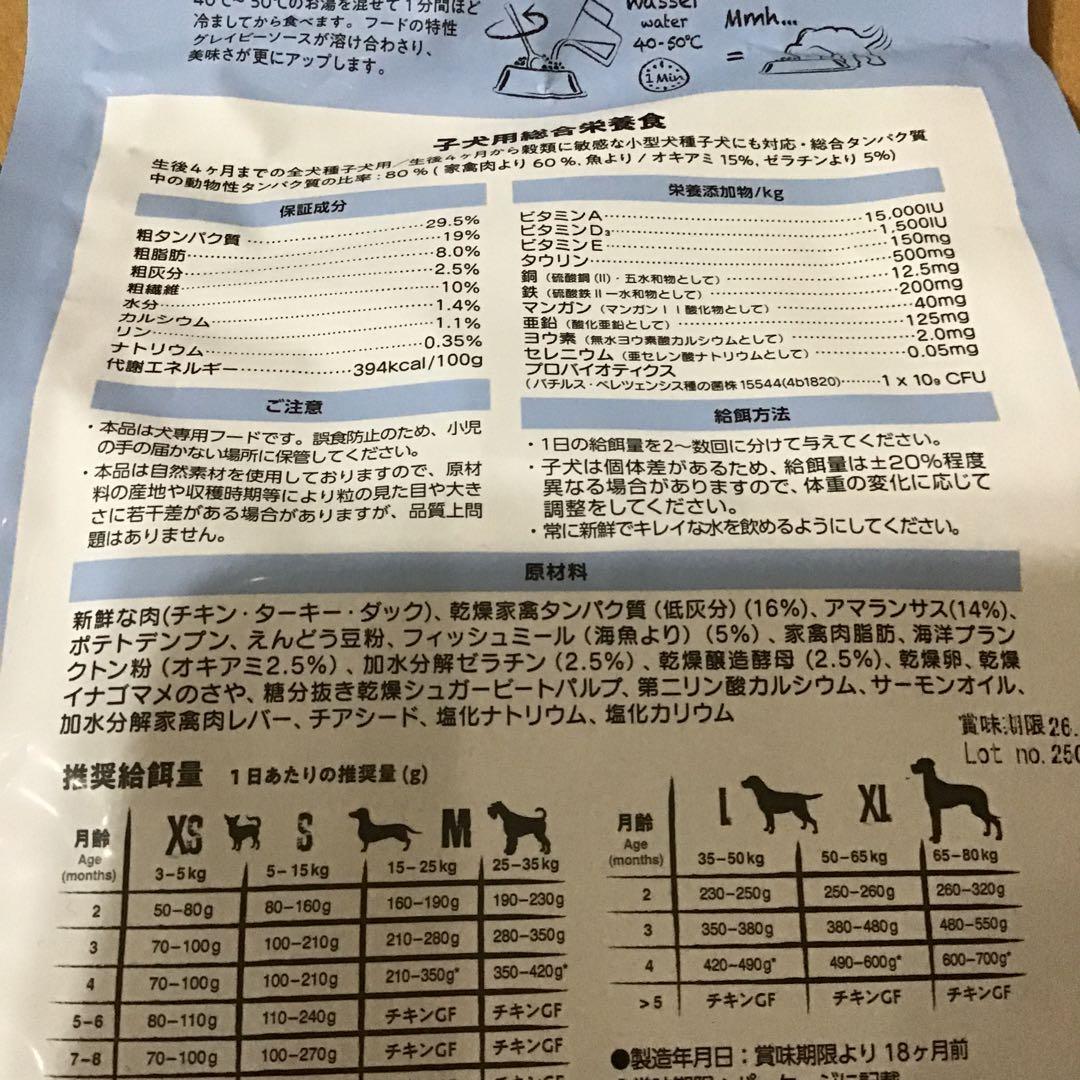 40℃～50℃のお湯を混ぜて1分間ほど
冷ましてから食べます。フードの特性
グレイビーソースが溶け合わさり、
美味さが更にアップします。
wasser
water
40-50℃
1 Min
=
Mmh...
子犬用総合栄養食
生後4ヶ月までの全犬種子犬用／生後4ヶ月から穀類に敏感な小型犬種子犬にも対応・総合タンパク質
中の動物性タンパク質の比率：80%(家禽肉より60%、魚より/オキアミ15%、ゼラチンより5%)
保証成分
粗タンパク質……29.5%
粗脂肪……19%
粗灰分……8.0%
粗繊維……2.5%
水分……10%
カルシウム……1.4%
リン……1.1%
ナトリウム……0.35%
代謝エネルギー……394kcal/100g
栄養添加物/kg
ビタミンA……15.000IU
ビタミンD₃……1,500IU
ビタミンE……150mg
タウリン……500mg
銅（硫酸銅(II)・五水和物として）……12.5mg
鉄（硫酸鉄II一水和物として）……200mg
マンガン（マンガンII酸化物として）……40mg
亜鉛（酸化亜鉛として）……125mg
ヨウ素（無水ヨウ素酸カルシウムとして）……2.0mg
セレニウム（亜セレン酸ナトリウムとして）……0.05mg
プロバイオティクス
（バチルス・ベレツェンシス種の菌株15544(4b1820)……1 x 10₉ CFU
ご注意
・本品は犬専用フードです。誤食防止のため、小児
の手の届かない場所に保管してください。
・本品は自然素材を使用しておりますので、原材
料の産地や収穫時期等により粒の見た目や大き
さに若干差がある場合がありますが、品質上問
題はありません。
給餌方法
・1日の給餌量を2～数回に分けて与えてください。
・子犬は個体差があるため、給餌量は±20%程度
異なる場合がありますので、体重の変化に応じて
調整をしてください。
・常に新鮮でキレイな水を飲めるようにしてください。
原材料
新鮮な肉(チキン・ターキー・ダック)、乾燥家禽タンパク質(低灰分)(16%)、アマランサス(14%)、
ポテトデンプン、えんどう豆粉、フィッシュミール（海魚より）(5%)、家禽肉脂肪、海洋プラン
クトン粉（オキアミ2.5%）、加水分解ゼラチン（2.5%）、乾燥醸造酵母（2.5%）、乾燥卵、乾燥
イナゴマメのさや、糖分抜き乾燥シュガービートパルプ、第二リン酸カルシウム、サーモンオイル、
加水分解家禽肉レバー、チアシード、塩化ナトリウム、塩化カリウム
賞味期限26.
Lot no.250
推奨給餌量　1日あたりの推奨量(g)
月齢 XS S M
Age
(months) 3-5kg 5-15kg 15-25kg 25-35kg
2 50-80g 80-160g 160-190g 190-230g
3 70-100g 100-210g 210-280g 280-350g
4 70-100g 100-210g 210-350g* 350-420g*
5-6 80-110g 110-240g チキンGF チキンGF
7-8 70-100g 100-270g チキンGF チキンGF
月齢 L XL
Age
(months) 35-50kg 50-65kg 65-80kg
2 230-250g 250-260g 260-320g
3 350-380g 380-480g 480-550g
4 420-490g* 490-600g* 600-700g*
>5 チキンGF チキンGF チキンGF
●製造年月日：賞味期限より18ヶ月前